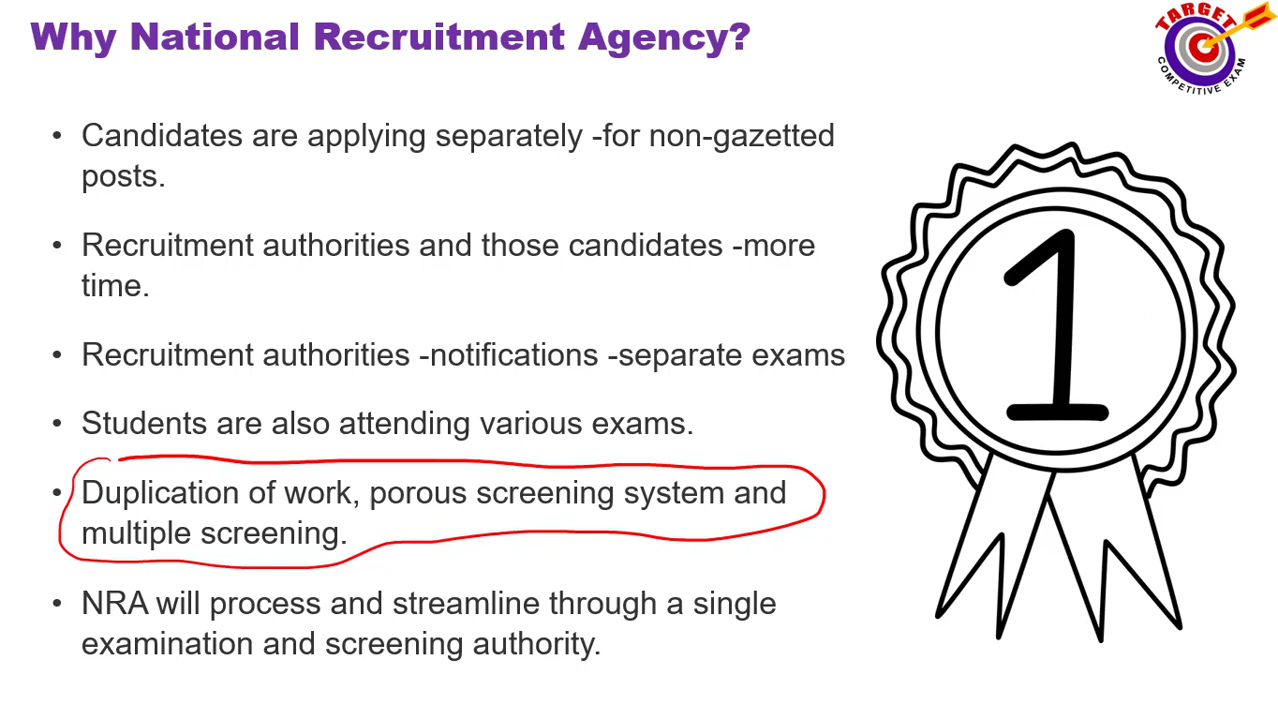 Why National Recruitment Agency?
TARGET
COMPETITIVE EXAM
• Candidates are applying separately -for non-gazetted
posts.
• Recruitment authorities and those candidates -more
time.
• Recruitment authorities -notifications -separate exams
• Students are also attending various exams.
• Duplication of work, porous screening system and
multiple screening.
• NRA will process and streamline through a single
examination and screening authority.
1